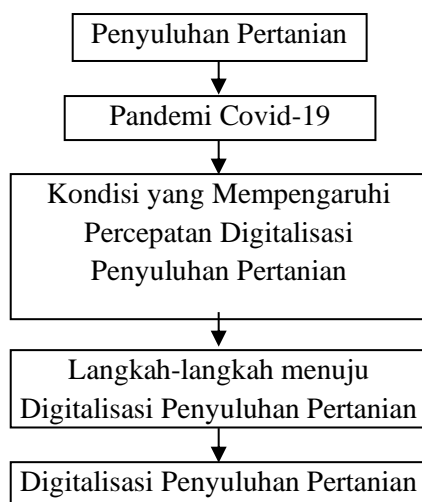 Penyuluhan Pertanian
Pandemi Covid-19
Kondisi yang Mempengaruhi
Percepatan Digitalisasi
Penyuluhan Pertanian
Langkah-langkah menuju
Digitalisasi Penyuluhan Pertanian
Digitalisasi Penyuluhan Pertanian